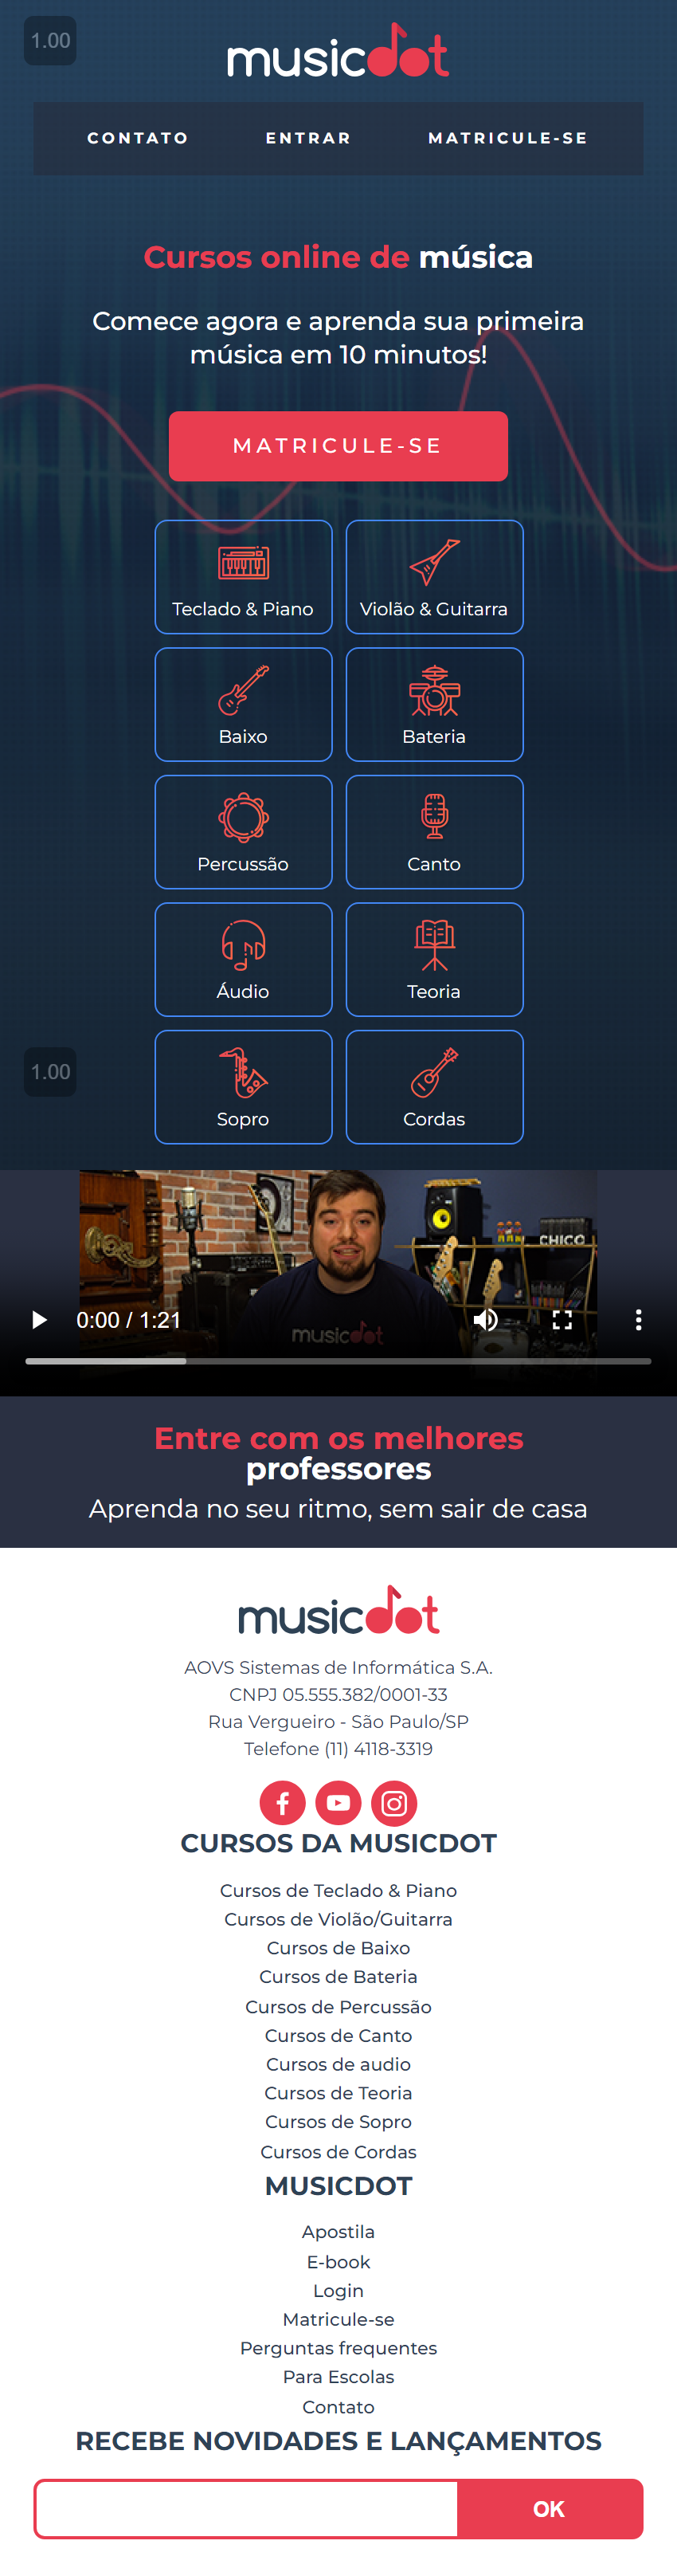 1.00
musicdot
CONTATO ENTRAR MATRICULE-SE
Cursos online de música
Comece agora e aprenda sua primeira
música em 10 minutos!
MATRICULE-SE
Teclado & Piano Violão & Guitarra
Baixo Bateria
Percussão Canto
Áudio Teoria
1.00
Sopro Cordas
CHICO
0:00 / 1:21
musicdot
Entre com os melhores
professores
Aprenda no seu ritmo, sem sair de casa
musicdot
AOVS Sistemas de Informática S.A.
CNPJ 05.555.382/0001-33
Rua Vergueiro - São Paulo/SP
Telefone (11) 4118-3319
CURSOS DA MUSICDOT
Cursos de Teclado & Piano
Cursos de Violão/Guitarra
Cursos de Baixo
Cursos de Bateria
Cursos de Percussão
Cursos de Canto
Cursos de audio
Cursos de Teoria
Cursos de Sopro
Cursos de Cordas
MUSICDOT
Apostila
E-book
Login
Matricule-se
Perguntas frequentes
Para Escolas
Contato
RECEBE NOVIDADES E LANÇAMENTOS
OK